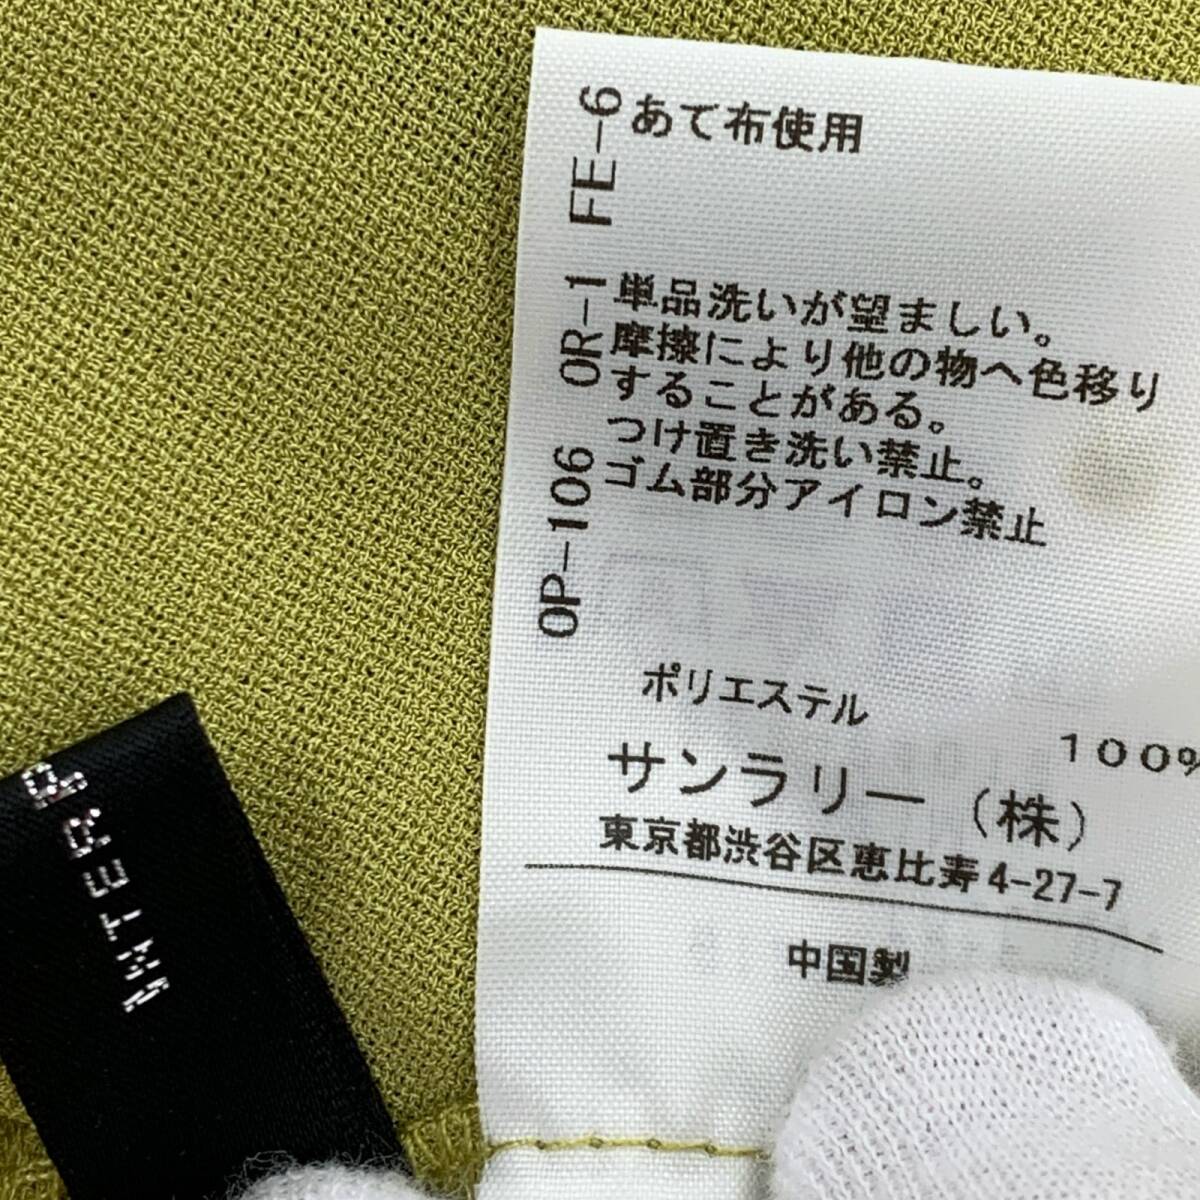 あて布使用
単品洗いが望ましい。
摩擦により他の物へ色移り
することがある。
つけ置き洗い禁止。
ゴム部分アイロン禁止
OP-106 OR-1 FE-6
ポリエステル 100%
サンラリー（株）
東京都渋谷区恵比寿4-27-7
中国製